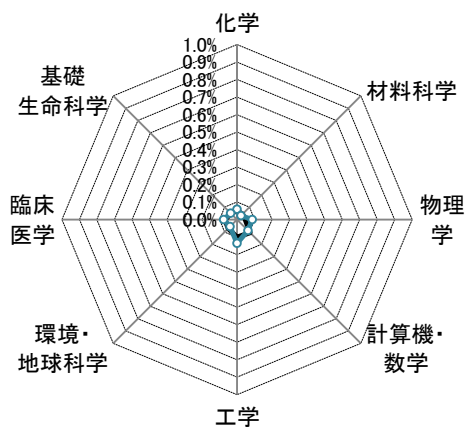 化学
1.0%
0.9%
0.8%
0.7%
0.6%
0.5%
0.4%
0.3%
0.2%
0.1%
0.0%
材料科学
物理
学
計算機・
数学
工学
環境・
地球科学
臨床
医学
基礎
生命科学